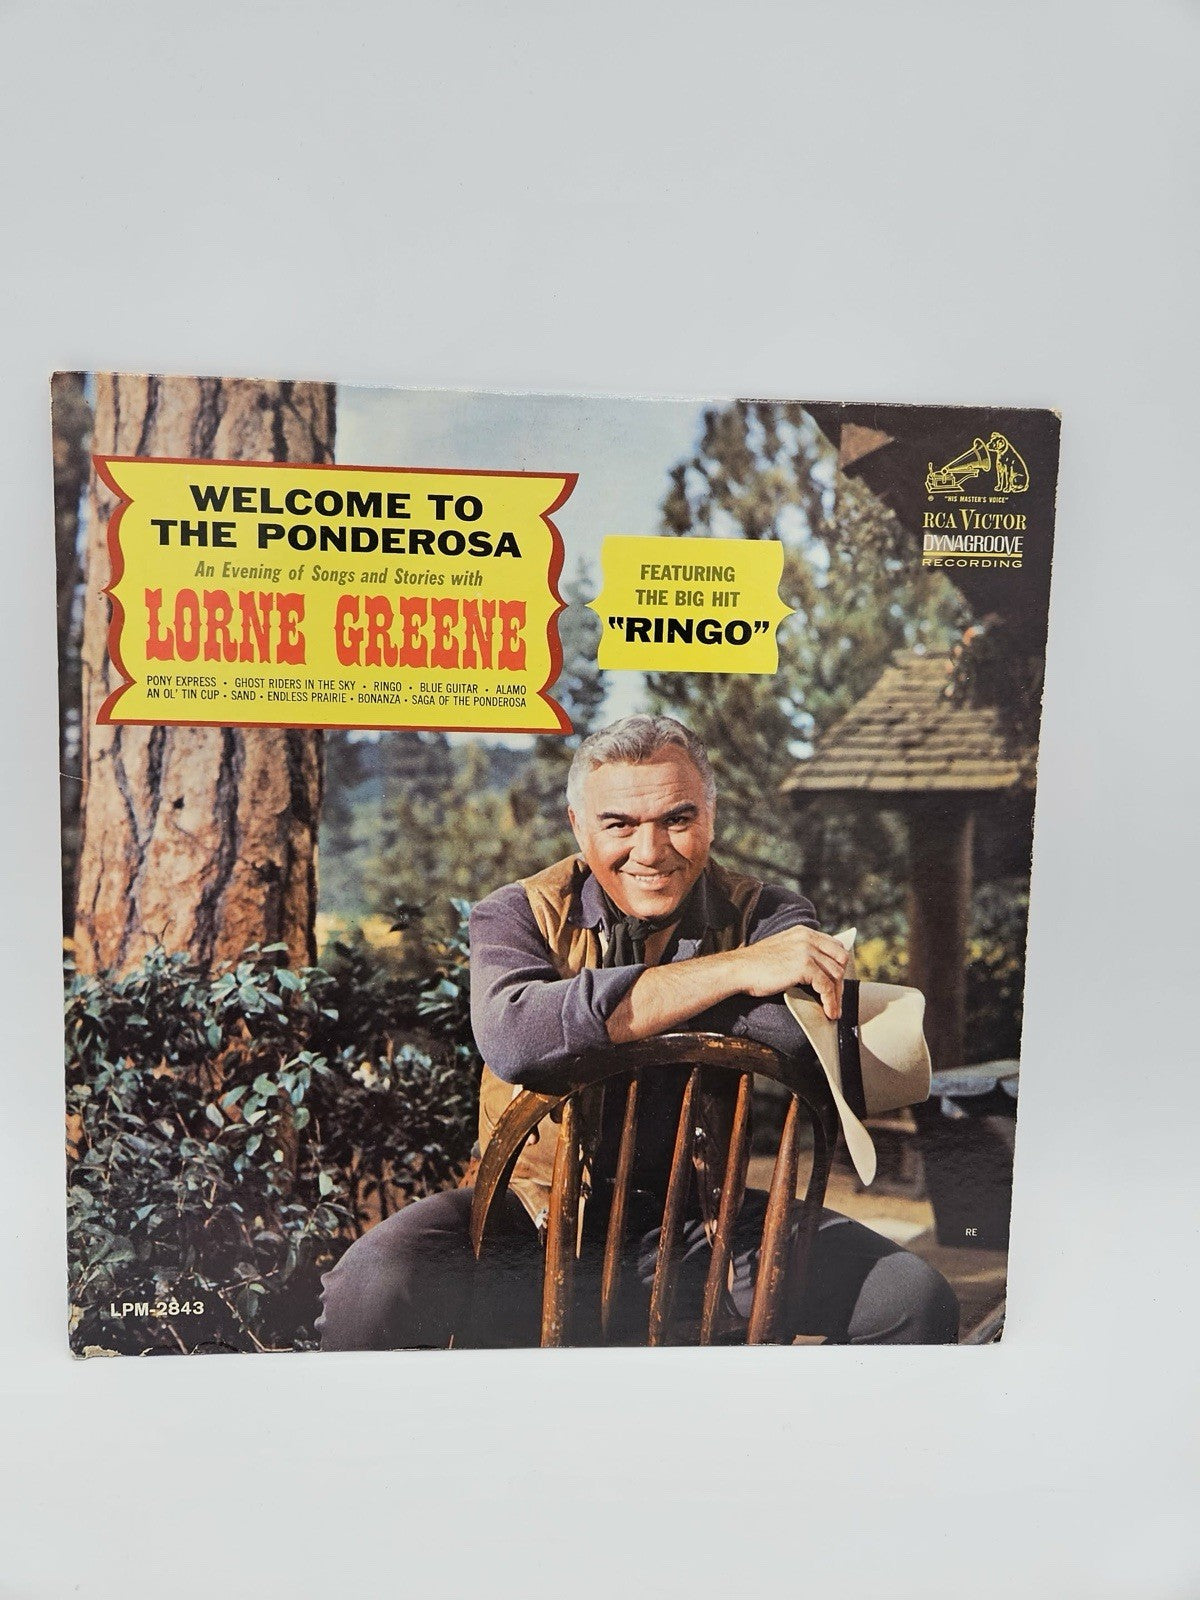 WELCOME TO
THE PONDEROSA
An Evening of Songs and Stories with
LORNE GREENE
PONY EXPRESS • GHOST RIDERS IN THE SKY • RINGO • BLUE GUITAR • ALAMO
AN OL' TIN CUP • SAND • ENDLESS PRAIRIE • BONANZA • SAGA OF THE PONDEROSA
FEATURING
THE BIG HIT
"RINGO"
® "HIS MASTER'S VOICE"
RCA VICTOR
DYNAGROOVE
RECORDING
RE
LPM-2843